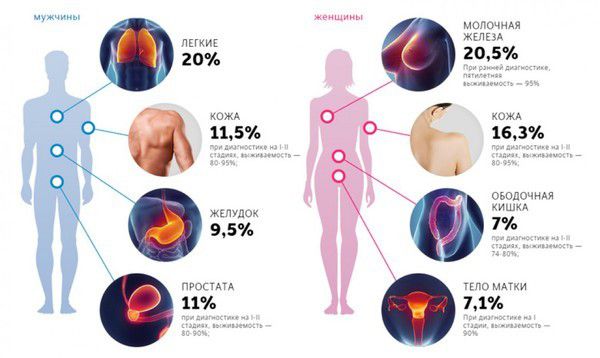 мужчины
ЛЕГКИЕ
20%
КОЖА
11,5%
при диагностике на I-II
стадиях, выживаемость —
80-95%;
ЖЕЛУДОК
9,5%
ПРОСТАТА
11%
при диагностике на I-II
стадиях, выживаемость —
80-90%;
женщины
МОЛОЧНАЯ
ЖЕЛЕЗА
20,5%
При ранней диагностике,
пятилетняя
выживаемость — 95%
КОЖА
16,3%
при диагностике на I-II
стадиях, выживаемость —
80-95%;
ОБОДОЧНАЯ
КИШКА
7%
при диагностике на I-II
стадиях, выживаемость —
74-80%;
ТЕЛО МАТКИ
7,1%
При диагностике на I
стадии, выживаемость —
90%